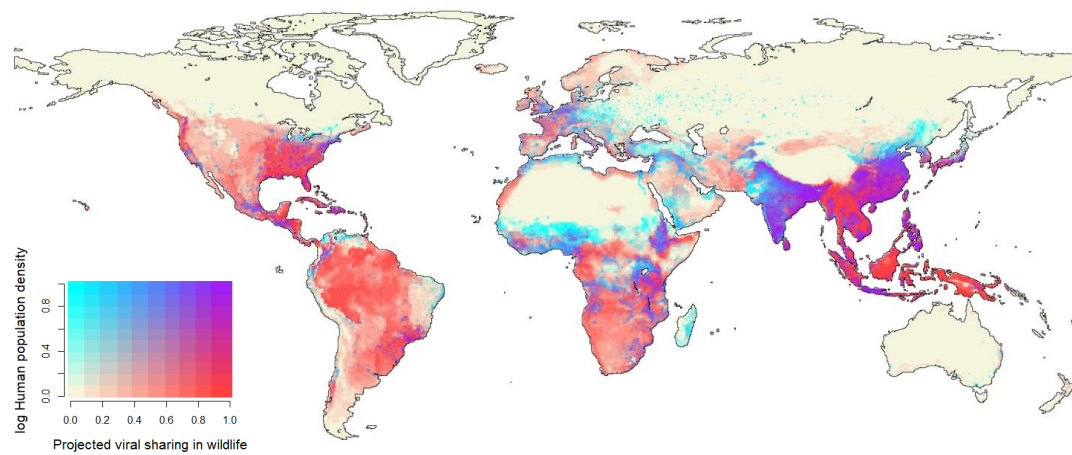 log Human population density
0.8
0.4
0.0
0.0 0.2 0.4 0.6 0.8 1.0
Projected viral sharing in wildlife